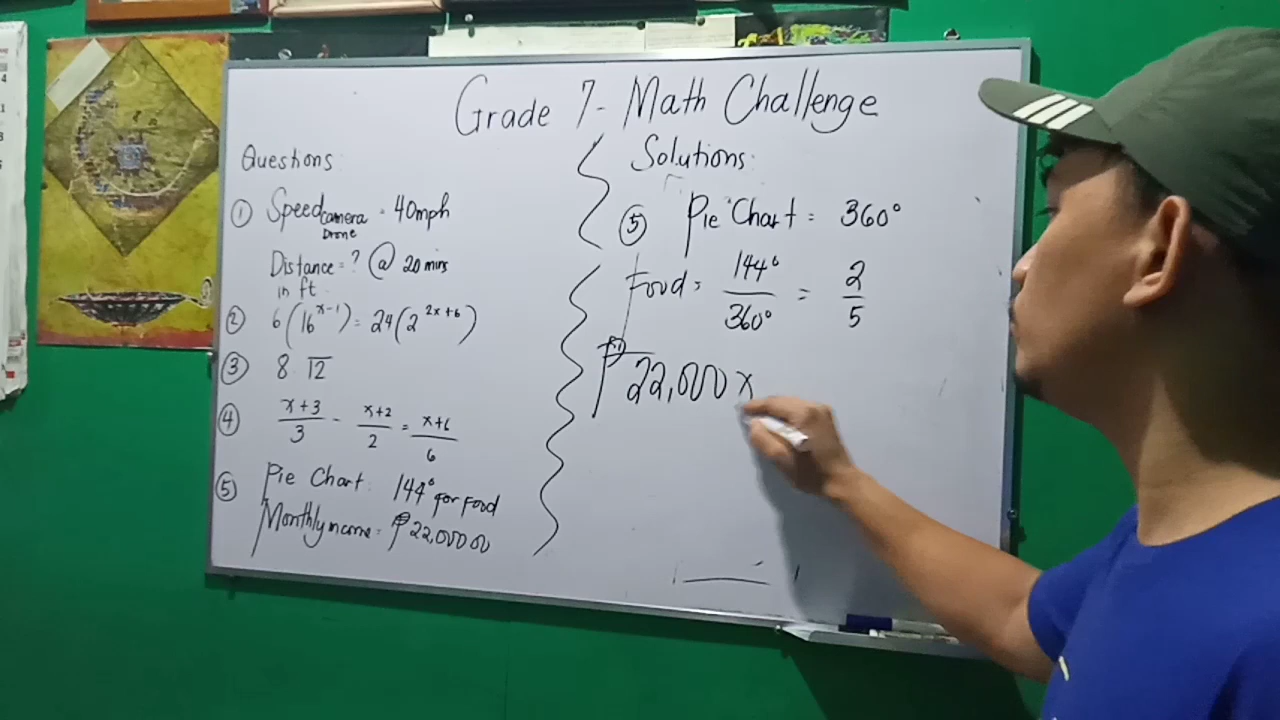 Grade 7 - Math Challenge
Questions:
① Speed camera = 40mph
Drone
Distance = ? @ 20 mins
in ft.
② 6(16^(x-1)) = 24(2^(2x+6))
③ 8 12
④ (x+3)/3 - (x+2)/2 = (x+6)/6
⑤ Pie Chart: 144° for Food
Monthly income = ₱22,000.00
Solutions:
⑤ Pie Chart = 360°
Food = 144°/360° = 2/5
₱22,000 x